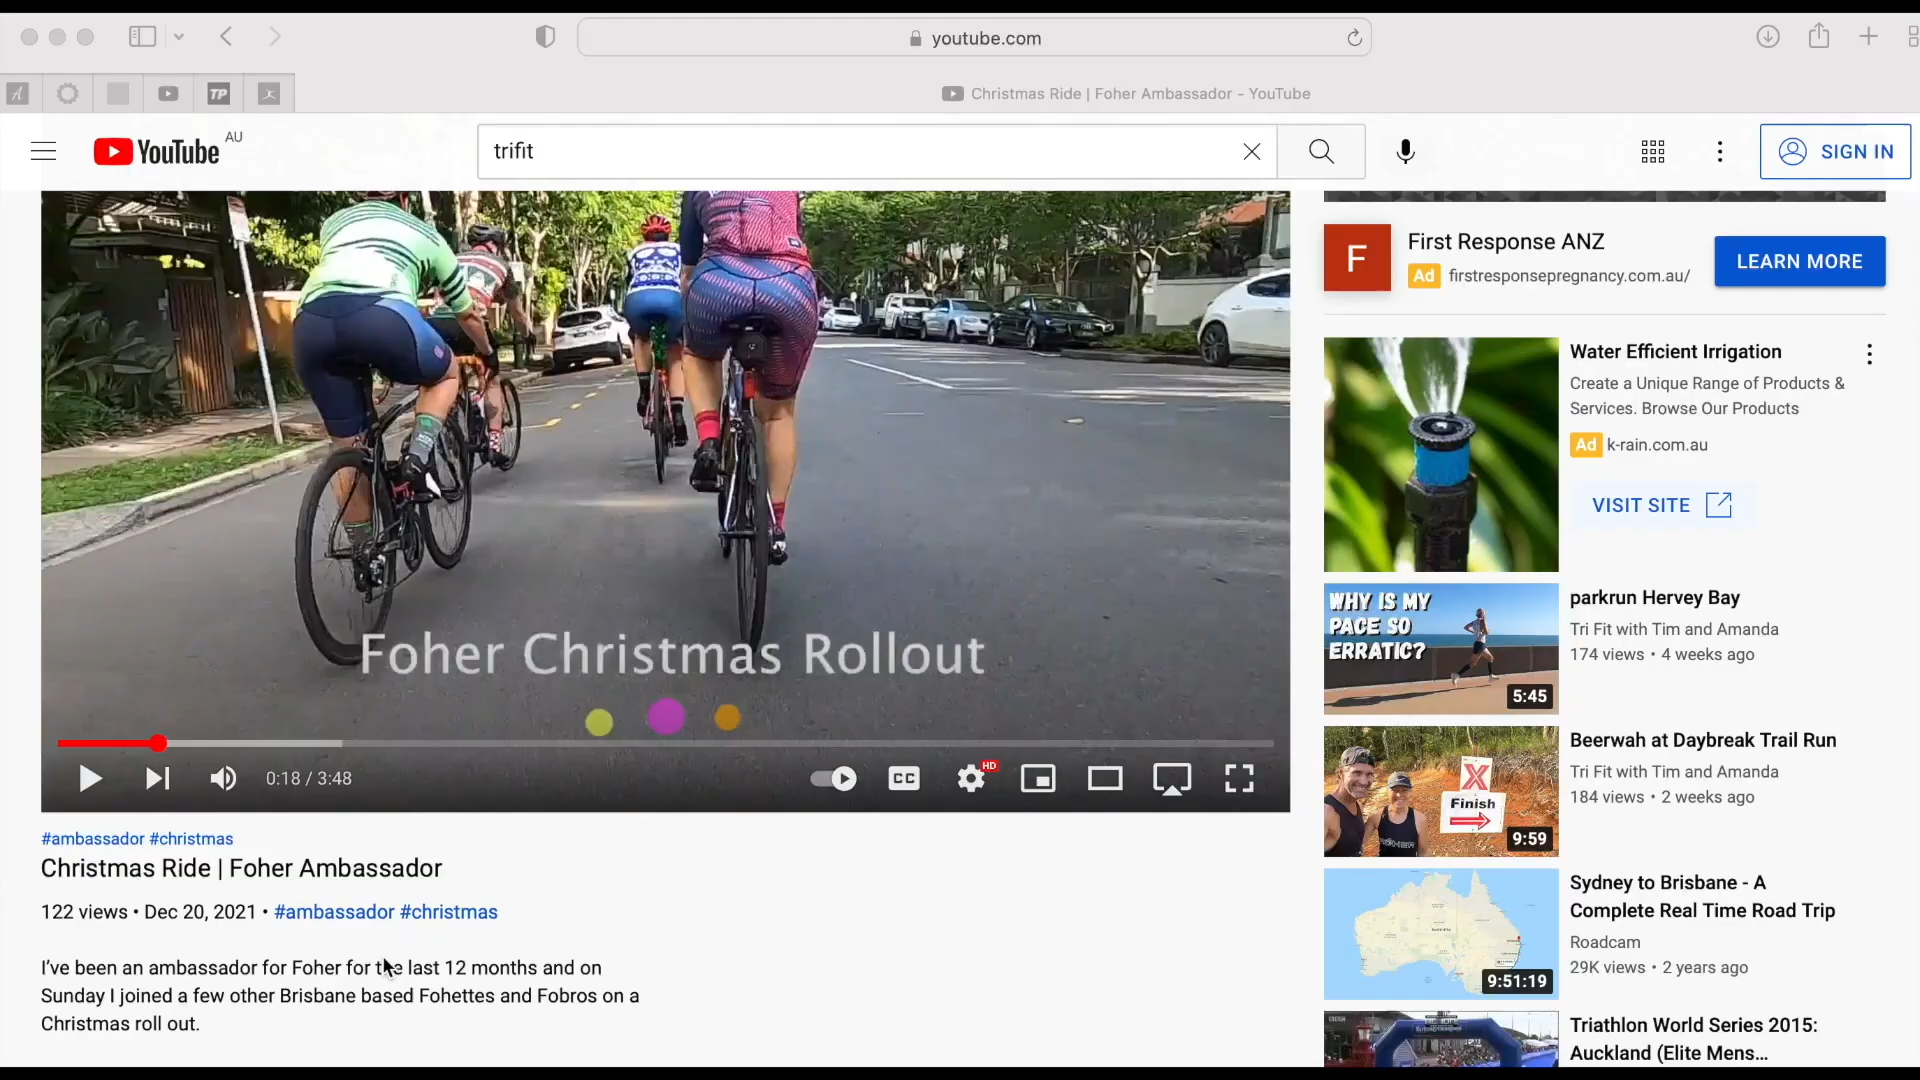 youtube.com
TP
Christmas Ride | Foher Ambassador - YouTube
YouTube AU
trifit
SIGN IN
Foher Christmas Rollout
0:18 / 3:48
CC
HD
#ambassador #christmas
Christmas Ride | Foher Ambassador
122 views • Dec 20, 2021 • #ambassador #christmas
I've been an ambassador for Foher for the last 12 months and on
Sunday I joined a few other Brisbane based Fohettes and Fobros on a
Christmas roll out.
F
First Response ANZ
Ad firstresponsepregnancy.com.au/
LEARN MORE
Water Efficient Irrigation
Create a Unique Range of Products &
Services. Browse Our Products
Ad k-rain.com.au
VISIT SITE
WHY IS MY
PACE SO
ERRATIC?
5:45
parkrun Hervey Bay
Tri Fit with Tim and Amanda
174 views • 4 weeks ago
X
Finish
9:59
Beerwah at Daybreak Trail Run
Tri Fit with Tim and Amanda
184 views • 2 weeks ago
9:51:19
Sydney to Brisbane - A
Complete Real Time Road Trip
Roadcam
29K views • 2 years ago
Triathlon World Series 2015:
Auckland (Elite Mens...